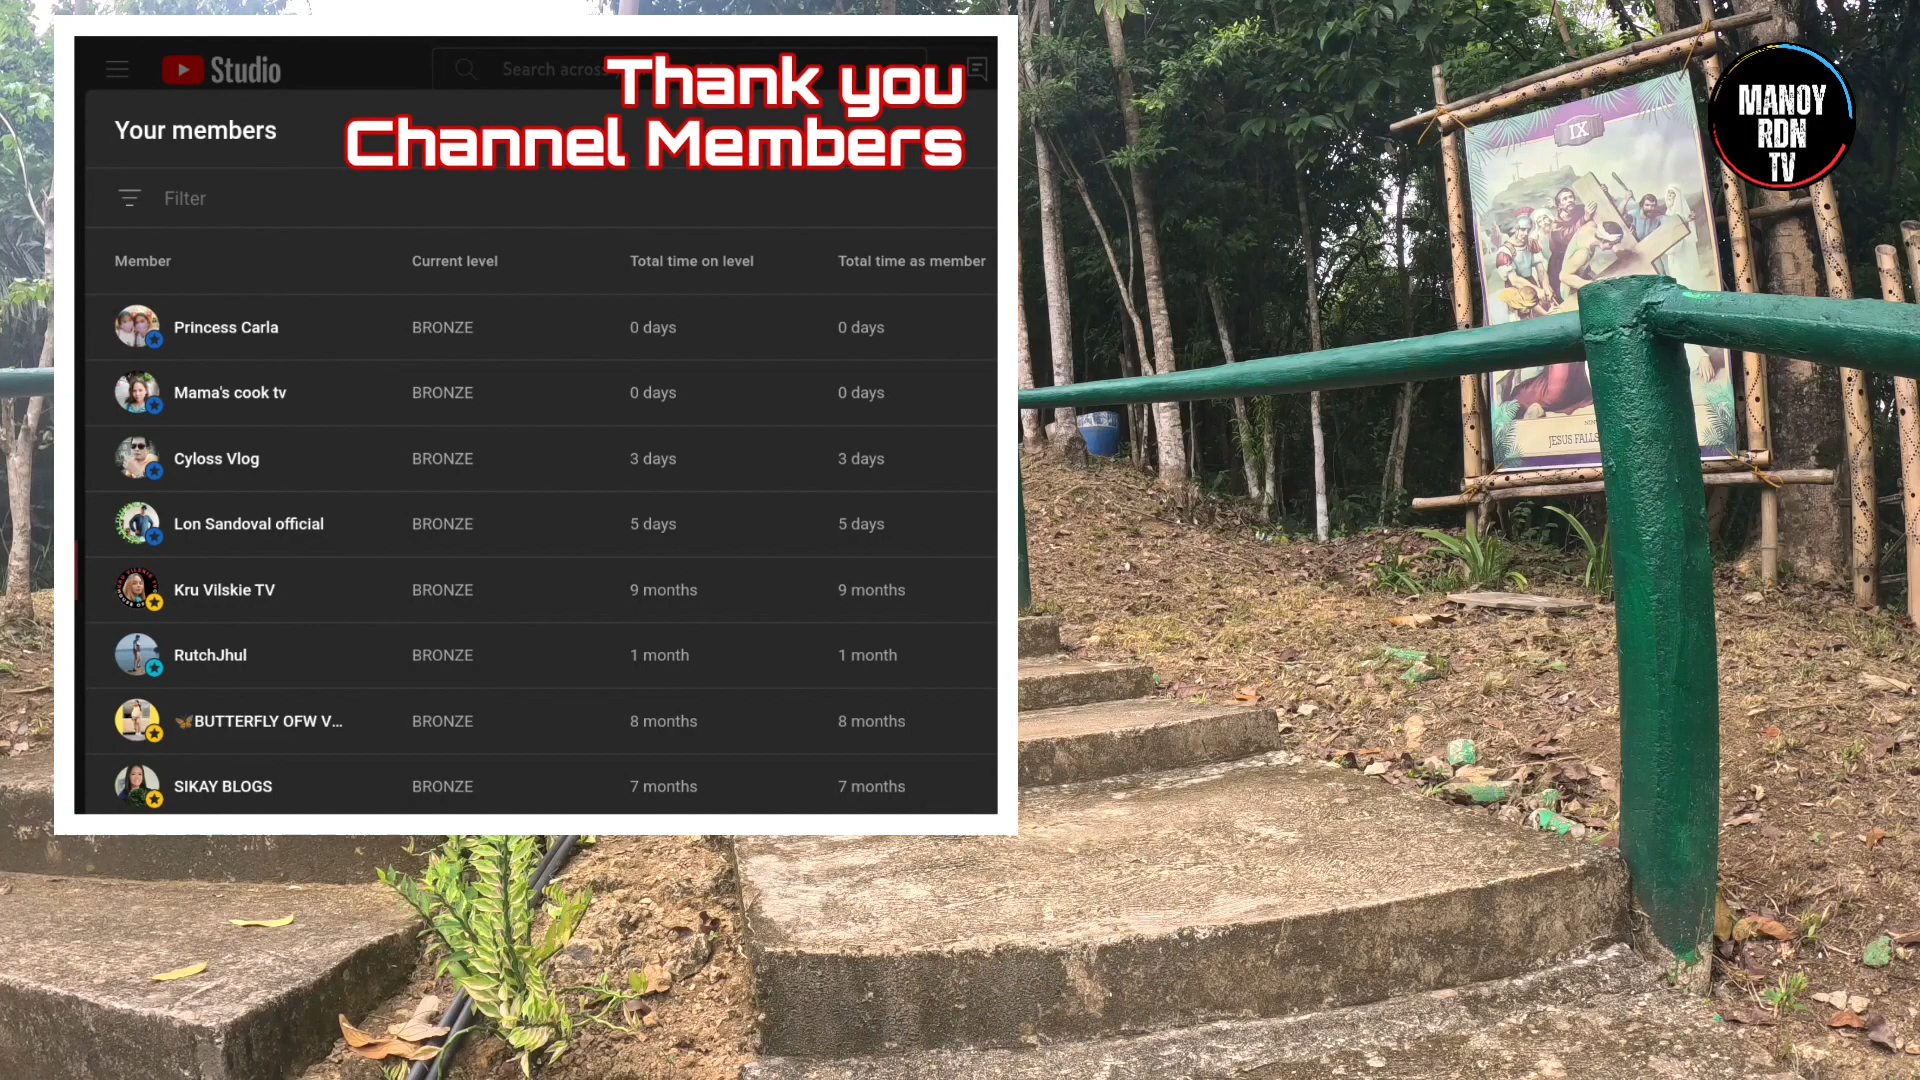 Studio
Search across
Thank you
Channel Members
Your members
Filter
Member Current level Total time on level Total time as member
Princess Carla BRONZE 0 days 0 days
Mama's cook tv BRONZE 0 days 0 days
Cyloss Vlog BRONZE 3 days 3 days
Lon Sandoval official BRONZE 5 days 5 days
Kru Vilskie TV BRONZE 9 months 9 months
RutchJhul BRONZE 1 month 1 month
🦋BUTTERFLY OFW V... BRONZE 8 months 8 months
SIKAY BLOGS BRONZE 7 months 7 months
MANOY
RDN
TV
IX
JESUS FALLS